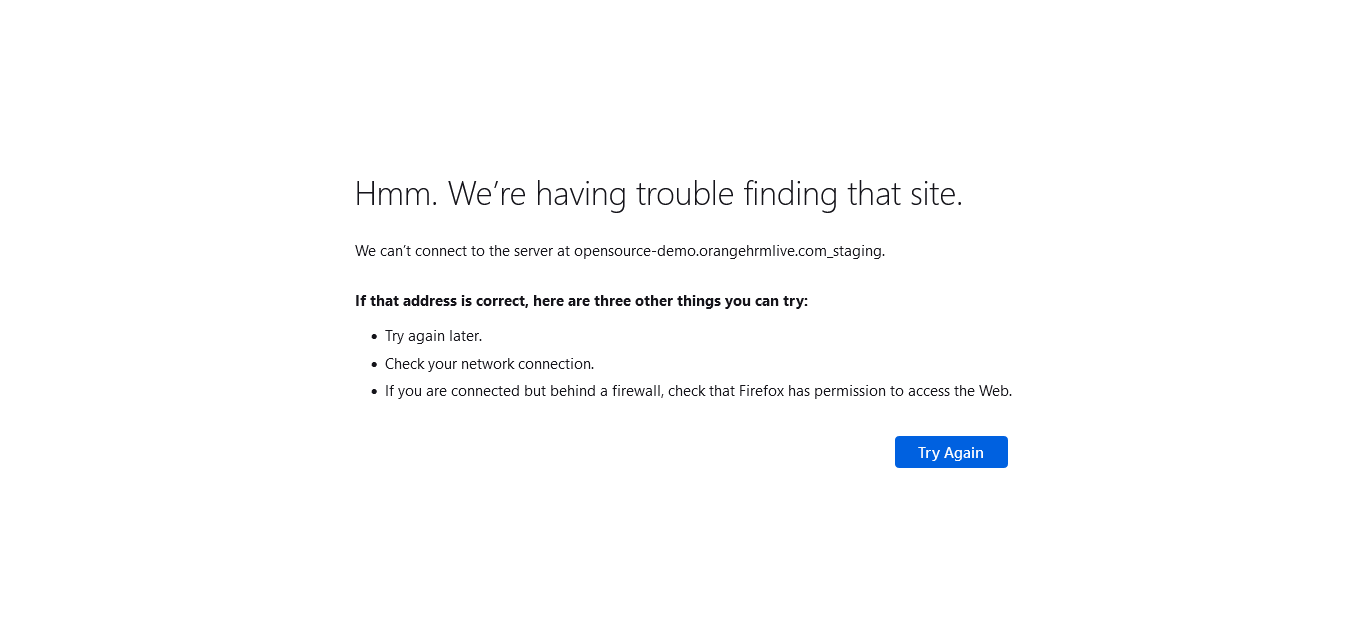 Hmm. We’re having trouble finding that site.
We can’t connect to the server at opensource-demo.orangehrmlive.com_staging.
If that address is correct, here are three other things you can try:
• Try again later.
• Check your network connection.
• If you are connected but behind a firewall, check that Firefox has permission to access the Web.
Try Again